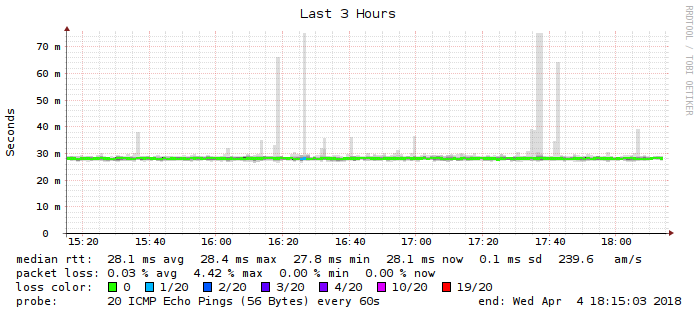 Last 3 Hours
RRDTOOL / TOBI OETIKER
Seconds
70 m
60 m
50 m
40 m
30 m
20 m
10 m
0
15:20 15:40 16:00 16:20 16:40 17:00 17:20 17:40 18:00
median rtt: 28.1 ms avg 28.4 ms max 27.8 ms min 28.1 ms now 0.1 ms sd 239.6 am/s
packet loss: 0.03 % avg 4.42 % max 0.00 % min 0.00 % now
loss color: 0 1/20 2/20 3/20 4/20 10/20 19/20
probe: 20 ICMP Echo Pings (56 Bytes) every 60s end: Wed Apr 4 18:15:03 2018